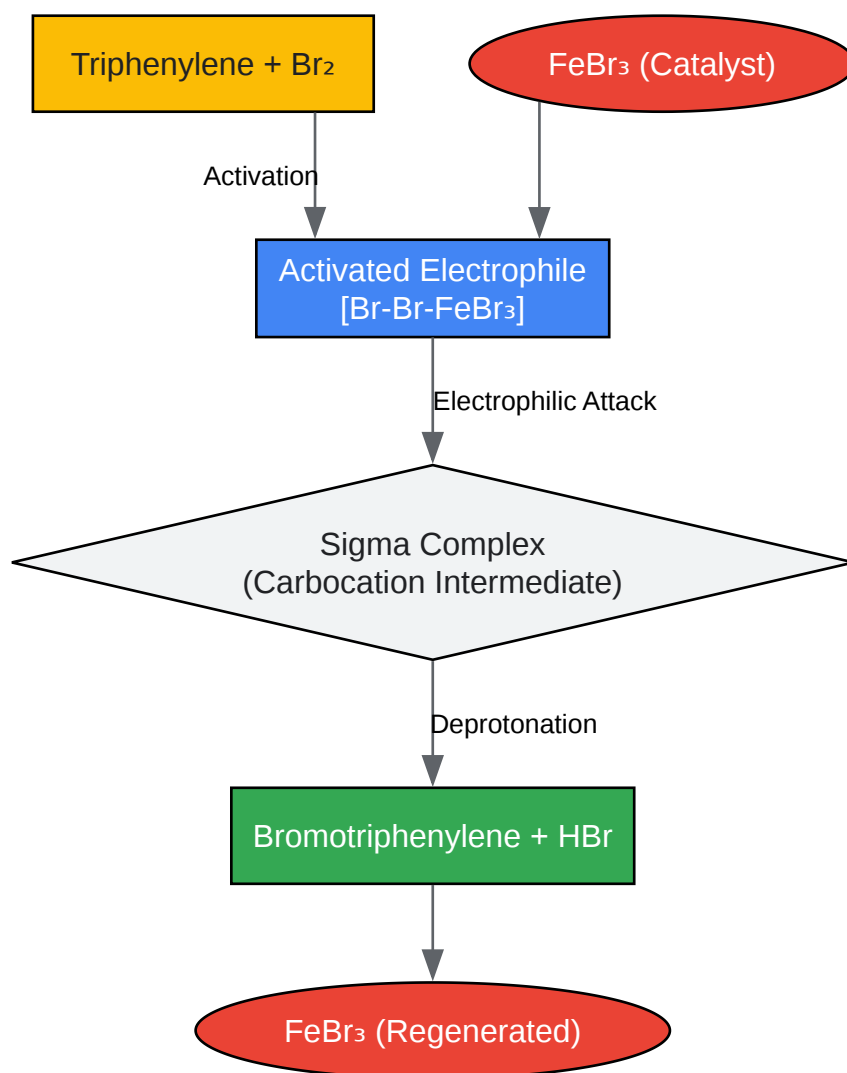 Triphenylene + Br₂
FeBr₃ (Catalyst)
Activation
Activated Electrophile
[Br-Br-FeBr₃]
Electrophilic Attack
Sigma Complex
(Carbocation Intermediate)
Deprotonation
Bromotriphenylene + HBr
FeBr₃ (Regenerated)